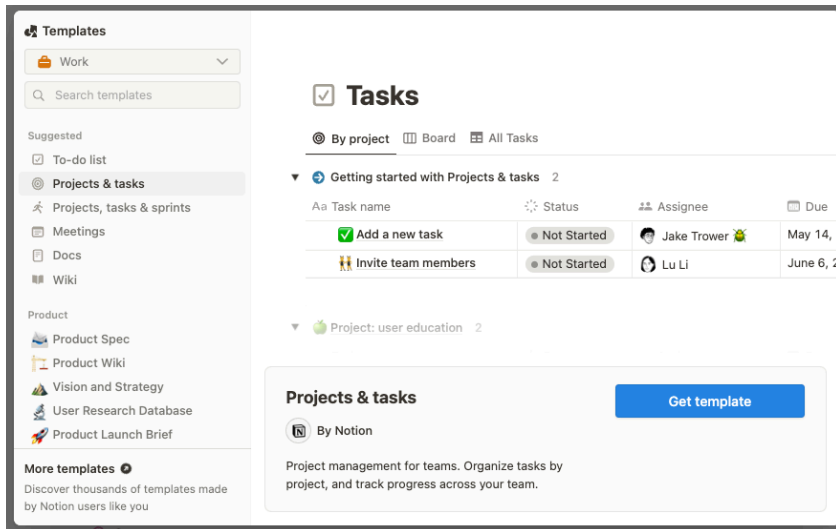 Templates
Work
Search templates
Suggested
To-do list
Projects & tasks
Projects, tasks & sprints
Meetings
Docs
Wiki
Product
Product Spec
Product Wiki
Vision and Strategy
User Research Database
Product Launch Brief
More templates
Discover thousands of templates made
by Notion users like you
Tasks
By project Board All Tasks
Getting started with Projects & tasks 2
Aa Task name Status Assignee Due
Add a new task Not Started Jake Trower May 14,
Invite team members Not Started Lu Li June 6, 2
Project: user education 2
Projects & tasks
Get template
By Notion
Project management for teams. Organize tasks by
project, and track progress across your team.